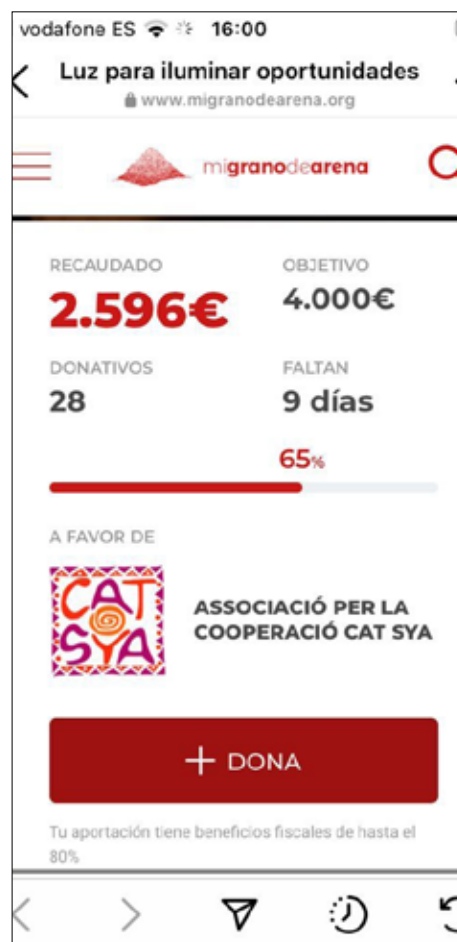 vodafone ES 16:00
Luz para iluminar oportunidades
www.migranodearena.org
migranodearena
RECAUDADO OBJETIVO
2.596€ 4.000€
DONATIVOS FALTAN
28 9 días
65%
A FAVOR DE
CAT
SYA
ASSOCIACIÓ PER LA
COOPERACIÓ CAT SYA
+ DONA
Tu aportación tiene beneficios fiscales de hasta el
80%